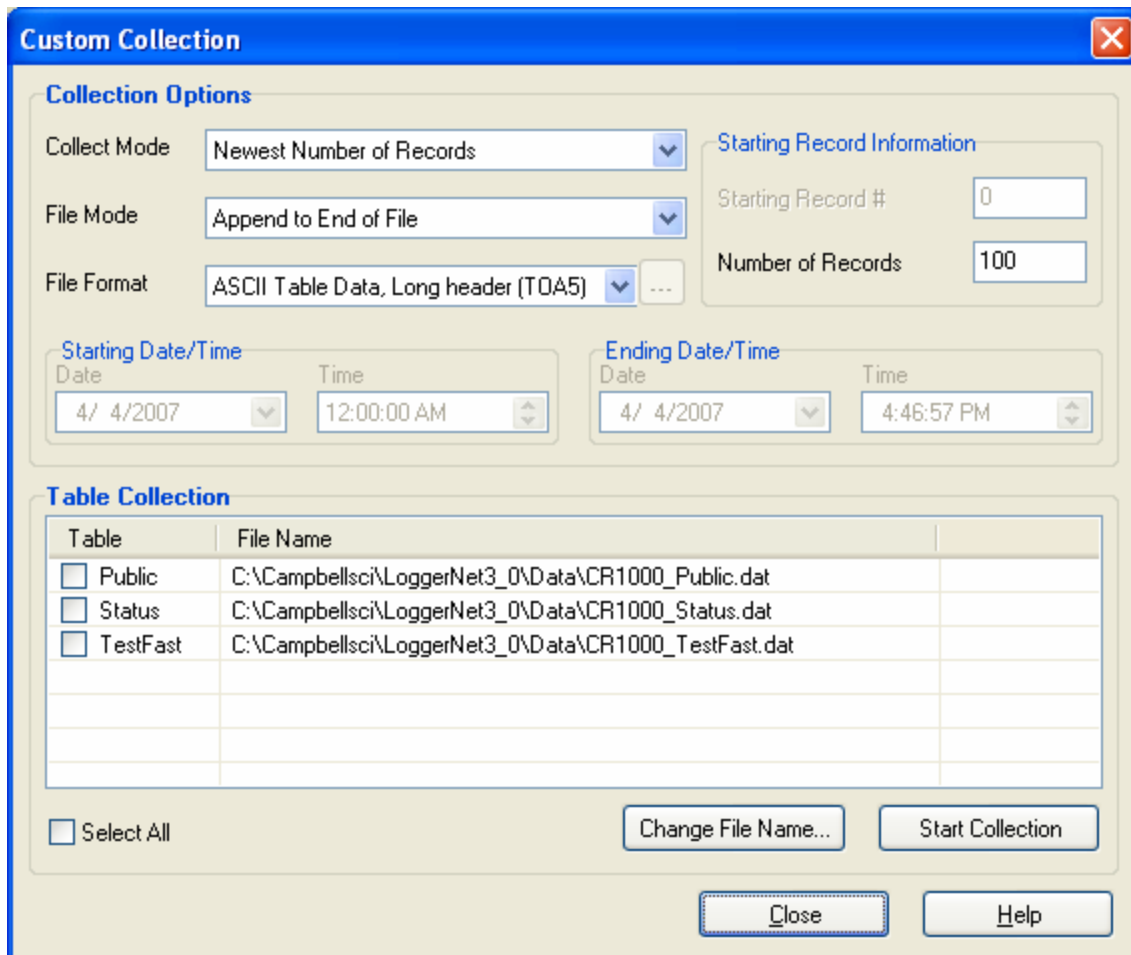 Custom Collection
Collection Options
Collect Mode
Newest Number of Records
Starting Record Information
Starting Record #
0
File Mode
Append to End of File
Number of Records
100
File Format
ASCII Table Data, Long header (TOA5)
...
Starting Date/Time
Ending Date/Time
Date Time Date Time
4/ 4/2007 12:00:00 AM 4/ 4/2007 4:46:57 PM
Table Collection
Table File Name
Public C:\Campbellsci\LoggerNet3_0\Data\CR1000_Public.dat
Status C:\Campbellsci\LoggerNet3_0\Data\CR1000_Status.dat
TestFast C:\Campbellsci\LoggerNet3_0\Data\CR1000_TestFast.dat
Select All
Change File Name...
Start Collection
Close
Help